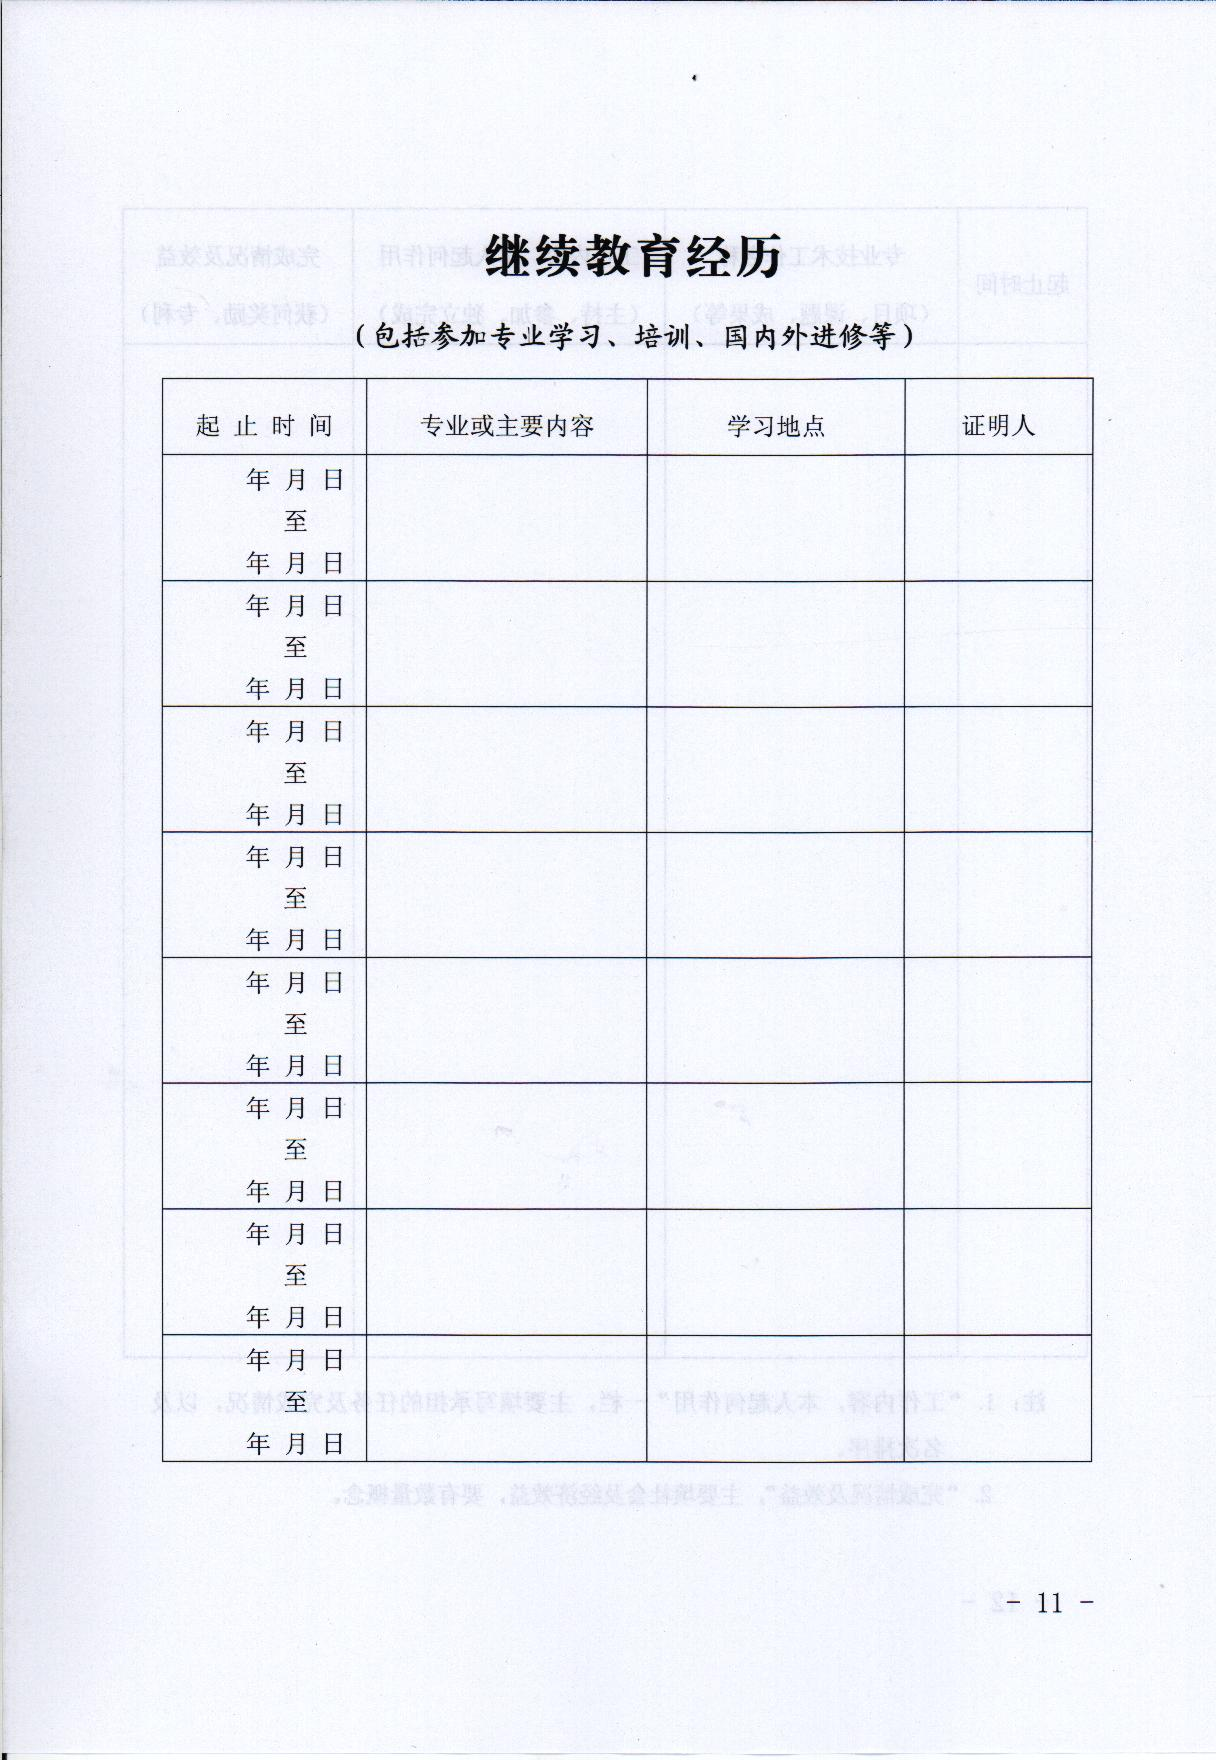 继续教育经历
（包括参加专业学习、培训、国内外进修等）
起 止 时 间 专业或主要内容 学习地点 证明人
年 月 日
至
年 月 日
年 月 日
至
年 月 日
年 月 日
至
年 月 日
年 月 日
至
年 月 日
年 月 日
至
年 月 日
年 月 日
至
年 月 日
年 月 日
至
年 月 日
年 月 日
至
年 月 日
- 11 -